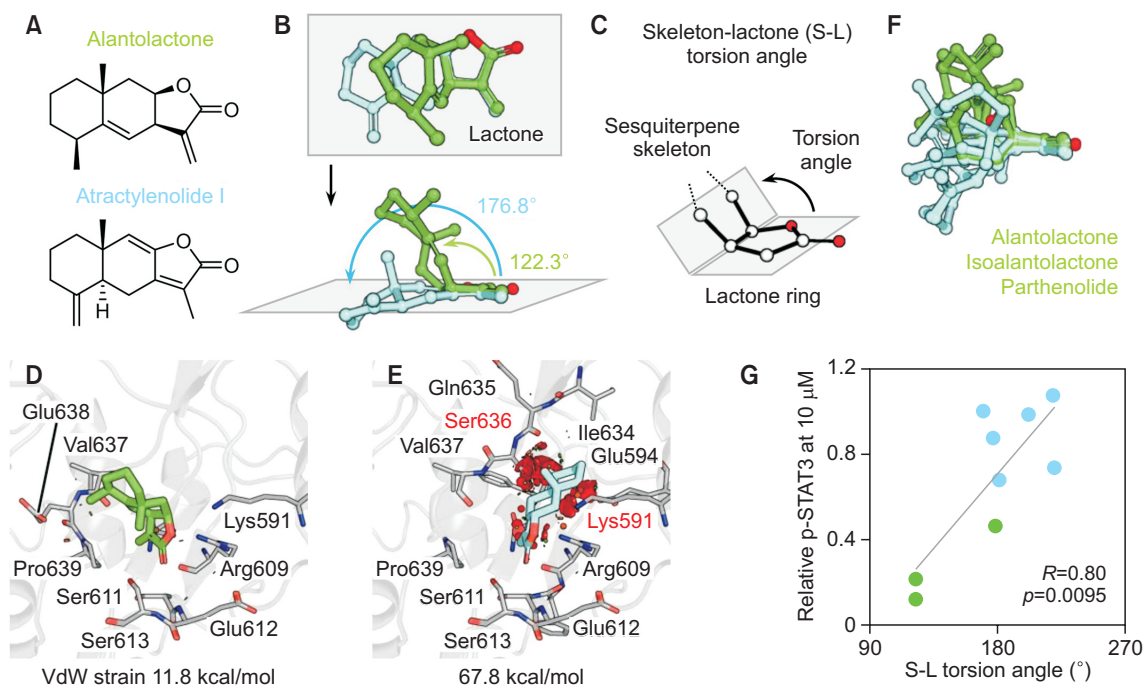 A
Alantolactone
O
O
Atractylenolide I
O
O
H
B
Lactone
176.8°
122.3°
C
Skeleton-lactone (S-L)
torsion angle
Sesquiterpene
skeleton
Torsion
angle
Lactone ring
F
Alantolactone
Isoalantolactone
Parthenolide
D
Glu638
Val637
Lys591
Pro639
Arg609
Ser611
Ser613
Glu612
VdW strain 11.8 kcal/mol
E
Gln635
Ser636
Val637
Ile634
Glu594
Lys591
Pro639
Arg609
Ser611
Ser613
Glu612
67.8 kcal/mol
G
Relative p-STAT3 at 10 μM
1.2
0.8
0.4
0
R=0.80
p=0.0095
90
180
270
S-L torsion angle (°)